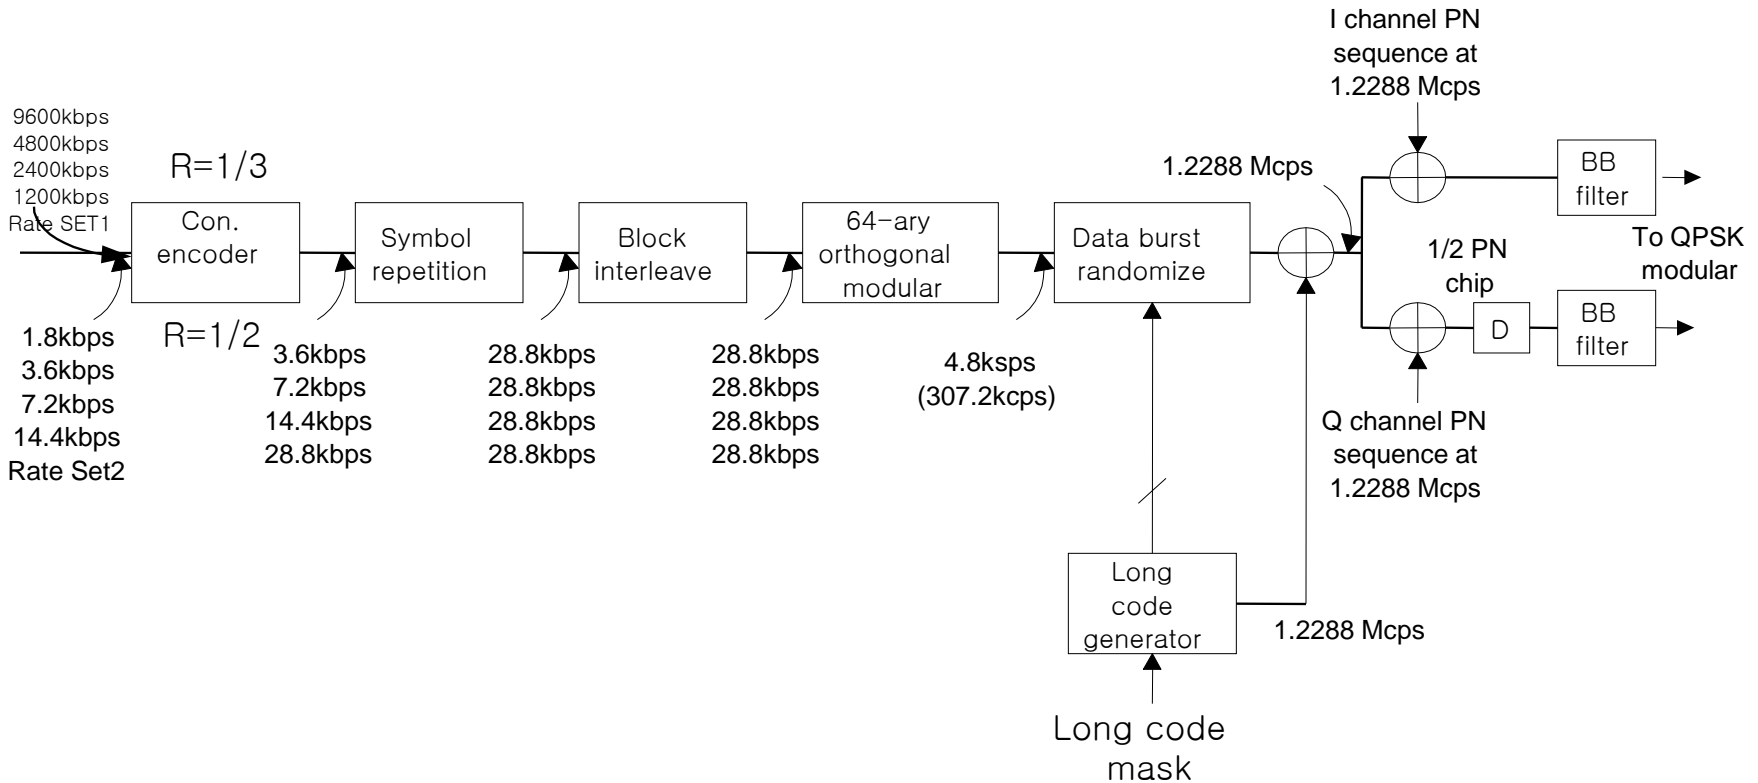 I channel PN
sequence at
1.2288 Mcps
9600kbps
4800kbps
2400kbps
1200kbps
Rate SET1
R=1/3
1.2288 Mcps
BB
filter
Con.
encoder
Symbol
repetition
Block
interleave
64-ary
orthogonal
modular
Data burst
randomize
To QPSK
modular
1/2 PN
chip
D
BB
filter
R=1/2
1.8kbps
3.6kbps
7.2kbps
14.4kbps
Rate Set2
3.6kbps
7.2kbps
14.4kbps
28.8kbps
28.8kbps
28.8kbps
28.8kbps
28.8kbps
28.8kbps
28.8kbps
28.8kbps
28.8kbps
4.8ksps
(307.2kcps)
Q channel PN
sequence at
1.2288 Mcps
Long
code
generator
1.2288 Mcps
Long code
mask